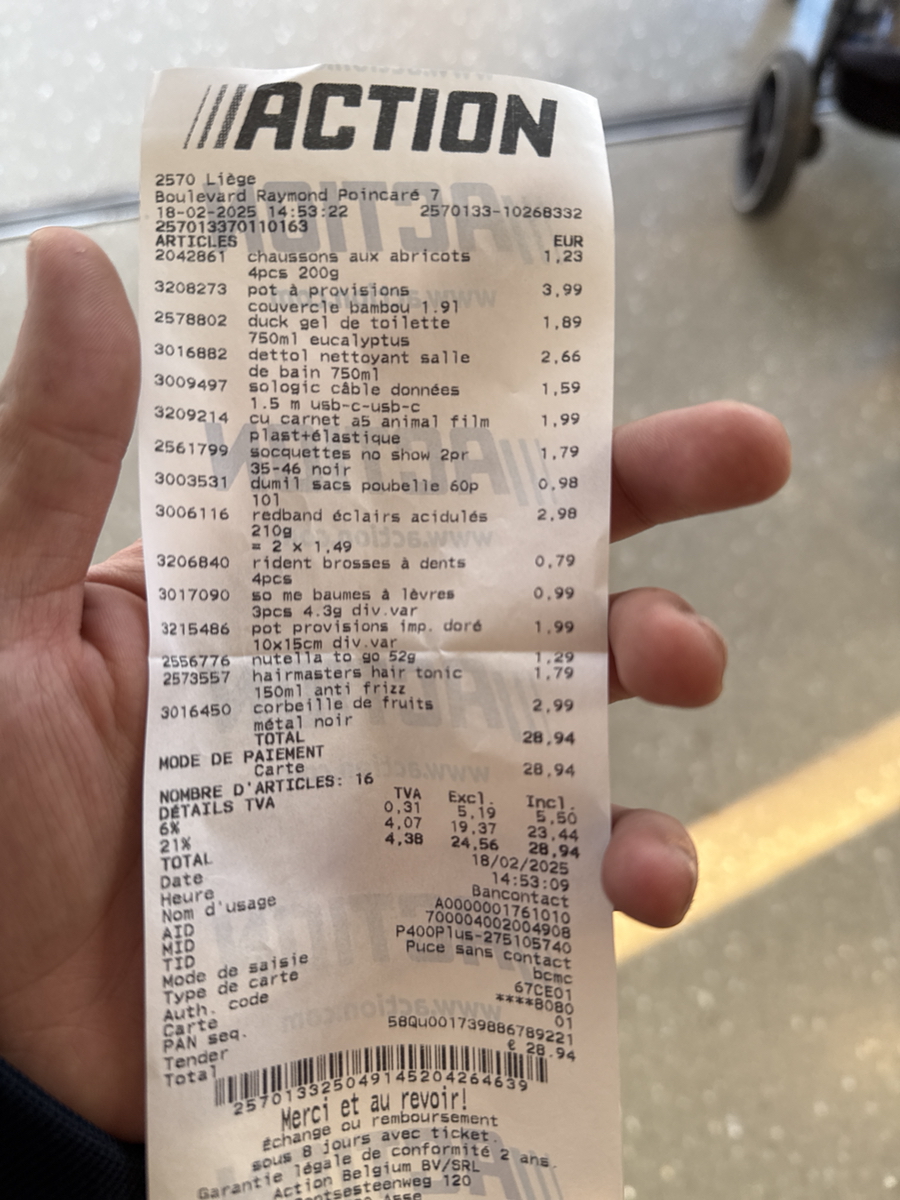 ACTION
2570 Liège
Boulevard Raymond Poincaré 7
18-02-2025 14:53:22 2570133-10268332
257013370110163
ARTICLES EUR
2042861 chaussons aux abricots 1,23
4pcs 200g
3208273 pot à provisions 3,99
couvercle bambou 1.9l
2578802 duck gel de toilette 1,89
750ml eucalyptus
3016882 dettol nettoyant salle 2,66
de bain 750ml
3009497 sologic câble données 1,59
1.5 m usb-c-usb-c
3209214 cu carnet a5 animal film 1,99
plast+élastique
2561799 socquettes no show 2pr 1,79
35-46 noir
3003531 dumil sacs poubelle 60p 0,98
10l
3006116 redband éclairs acidulés 2,98
210g
= 2 x 1,49
3206840 rident brosses à dents 0,79
4pcs
3017090 so me baumes à lèvres 0,99
3pcs 4.3g div.var
3215486 pot provisions imp. doré 1,99
10x15cm div.var
2556776 nutella to go 52g 1,29
2573557 hairmasters hair tonic 1,79
150ml anti frizz
3016450 corbeille de fruits 2,99
métal noir
TOTAL 28,94
MODE DE PAIEMENT
Carte 28,94
NOMBRE D'ARTICLES: 16
DÉTAILS TVA TVA Excl. Incl.
6% 0,31 5,19 5,50
21% 4,07 19,37 23,44
TOTAL 4,38 24,56 28,94
Date 18/02/2025
Heure 14:53:09
Nom d'usage Bancontact
AID A0000001761010
MID 700004002004908
TID P400Plus-275105740
Mode de saisie Puce sans contact
Type de carte bcmc
Auth. code 67CE01
Carte ****8080
PAN seq. 01
Tender 58Qu001739886789221
Total € 28.94
2570133250491452042 64639
Merci et au revoir!
échange ou remboursement
sous 8 jours avec ticket.
Garantie légale de conformité 2 ans.
Action Belgium BV/SRL
120
Asse